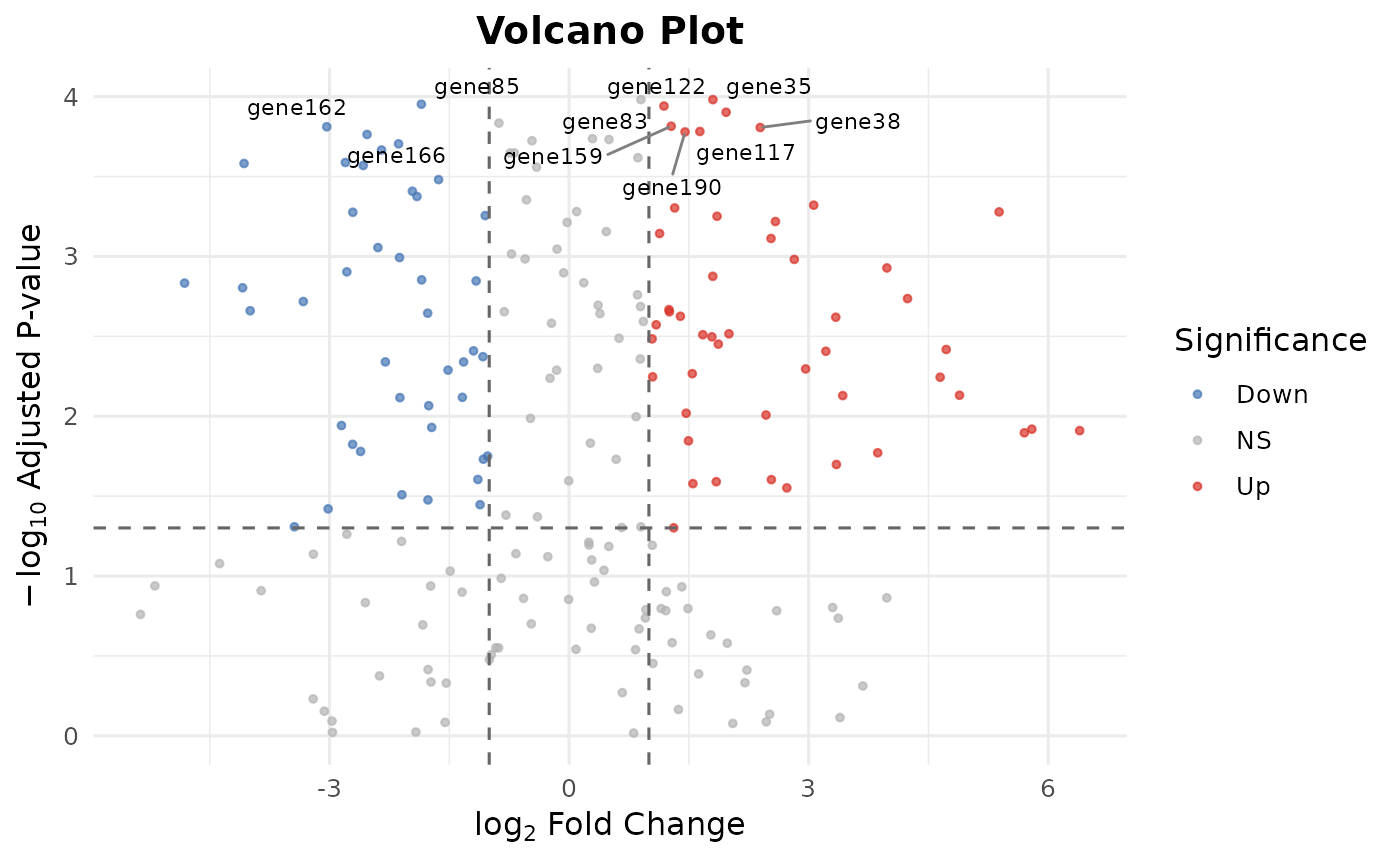 Volcano Plot
gene85
gene122
gene35
gene162
gene83
gene38
gene166
gene159
gene117
gene190
4
3
2
1
0
-3
0
3
6
− log10 Adjusted P-value
log2 Fold Change
Significance
Down
NS
Up